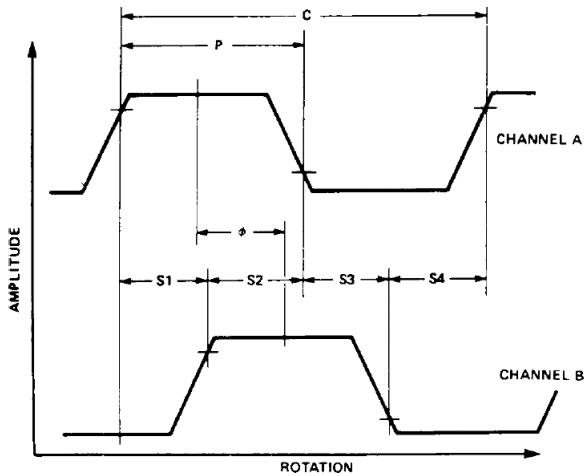 C
P
CHANNEL A
ϕ
S1 S2 S3 S4
AMPLITUDE
CHANNEL B
ROTATION